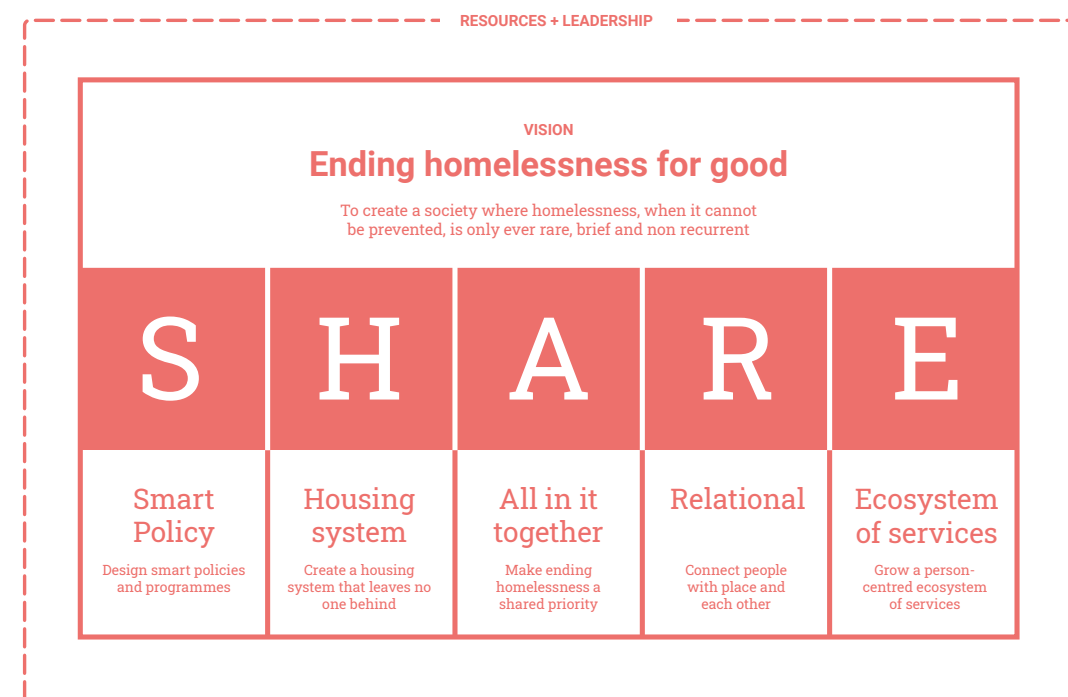 RESOURCES + LEADERSHIP
VISION
Ending homelessness for good
To create a society where homelessness, when it cannot
be prevented, is only ever rare, brief and non recurrent
S
H
A
R
E
Smart
Policy
Design smart policies
and programmes
Housing
system
Create a housing
system that leaves no
one behind
All in it
together
Make ending
homelessness a
shared priority
Relational
Connect people
with place and
each other
Ecosystem
of services
Grow a person-
centred ecosystem
of services